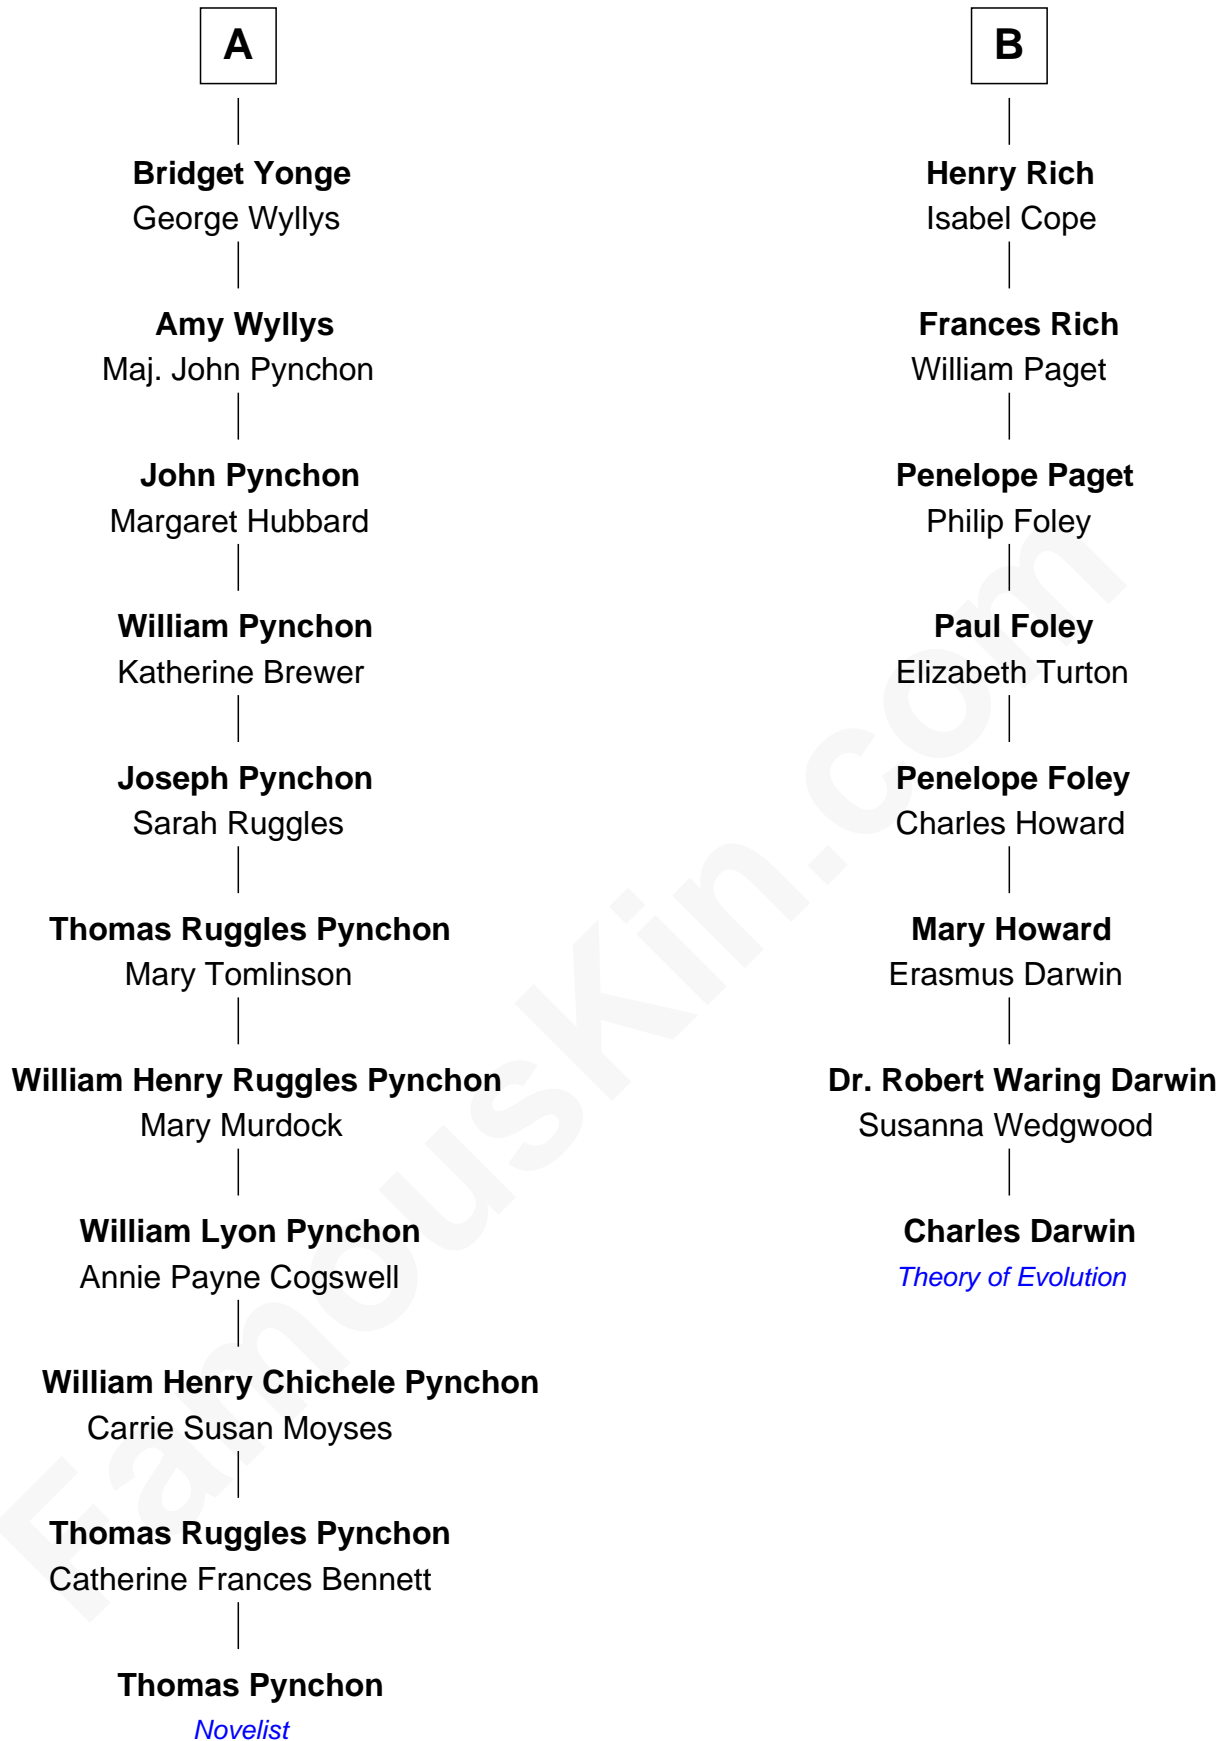 A
Bridget Yonge
George Wyllys
Amy Wyllys
Maj. John Pynchon
John Pynchon
Margaret Hubbard
William Pynchon
Katherine Brewer
Joseph Pynchon
Sarah Ruggles
Thomas Ruggles Pynchon
Mary Tomlinson
William Henry Ruggles Pynchon
Mary Murdock
William Lyon Pynchon
Annie Payne Cogswell
William Henry Chichele Pynchon
Carrie Susan Moyses
Thomas Ruggles Pynchon
Catherine Frances Bennett
Thomas Pynchon
Novelist
B
Henry Rich
Isabel Cope
Frances Rich
William Paget
Penelope Paget
Philip Foley
Paul Foley
Elizabeth Turton
Penelope Foley
Charles Howard
Mary Howard
Erasmus Darwin
Dr. Robert Waring Darwin
Susanna Wedgwood
Charles Darwin
Theory of Evolution
FamousKin.com